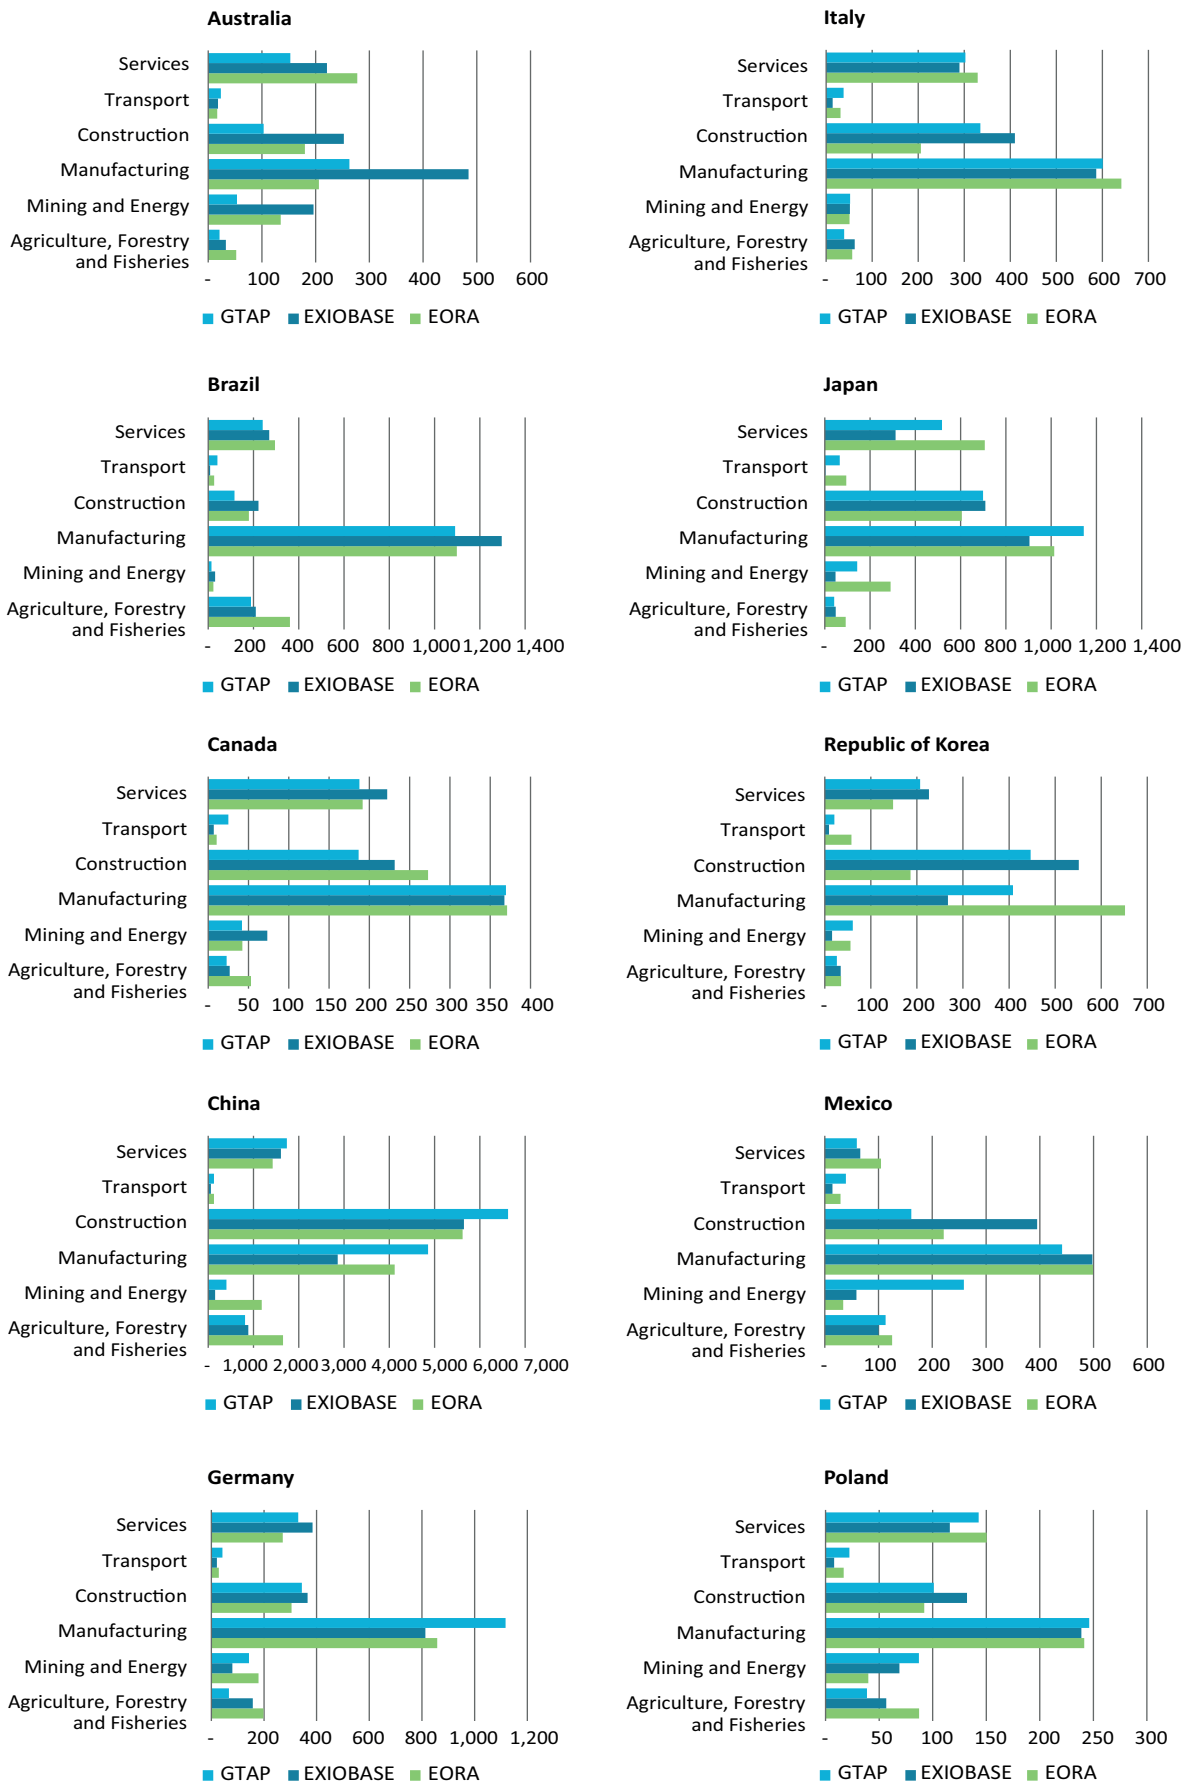 Australia
Services
Transport
Construction
Manufacturing
Mining and Energy
Agriculture, Forestry
and Fisheries
- 100 200 300 400 500 600
GTAP EXIOBASE EORA
Italy
Services
Transport
Construction
Manufacturing
Mining and Energy
Agriculture, Forestry
and Fisheries
- 100 200 300 400 500 600 700
GTAP EXIOBASE EORA
Brazil
Services
Transport
Construction
Manufacturing
Mining and Energy
Agriculture, Forestry
and Fisheries
- 200 400 600 800 1,000 1,200 1,400
GTAP EXIOBASE EORA
Japan
Services
Transport
Construction
Manufacturing
Mining and Energy
Agriculture, Forestry
and Fisheries
- 200 400 600 800 1,000 1,200 1,400
GTAP EXIOBASE EORA
Canada
Services
Transport
Construction
Manufacturing
Mining and Energy
Agriculture, Forestry
and Fisheries
- 50 100 150 200 250 300 350 400
GTAP EXIOBASE EORA
Republic of Korea
Services
Transport
Construction
Manufacturing
Mining and Energy
Agriculture, Forestry
and Fisheries
- 100 200 300 400 500 600 700
GTAP EXIOBASE EORA
China
Services
Transport
Construction
Manufacturing
Mining and Energy
Agriculture, Forestry
and Fisheries
- 1,000 2,000 3,000 4,000 5,000 6,000 7,000
GTAP EXIOBASE EORA
Mexico
Services
Transport
Construction
Manufacturing
Mining and Energy
Agriculture, Forestry
and Fisheries
- 100 200 300 400 500 600
GTAP EXIOBASE EORA
Germany
Services
Transport
Construction
Manufacturing
Mining and Energy
Agriculture, Forestry
and Fisheries
- 200 400 600 800 1,000 1,200
GTAP EXIOBASE EORA
Poland
Services
Transport
Construction
Manufacturing
Mining and Energy
Agriculture, Forestry
and Fisheries
- 50 100 150 200 250 300
GTAP EXIOBASE EORA